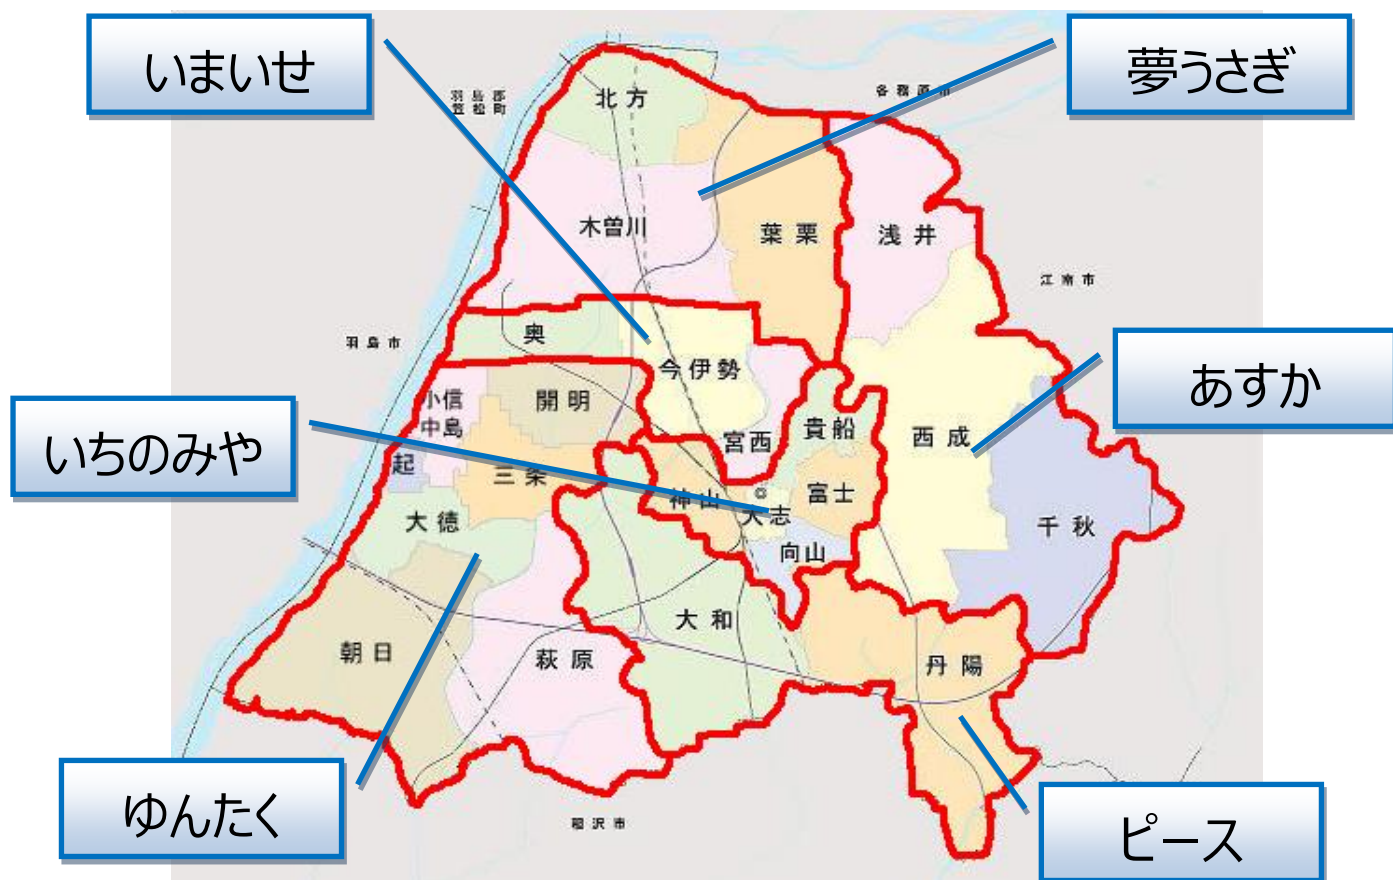 いまいせ
夢うさぎ
羽島郡
笠松町
各務原市
北方
木曽川
葉栗
浅井
江南市
羽島市
奥
今伊勢
あすか
小信
中島
開明
宮西
貴船
西成
いちのみや
起
三条
神山
大志
富士
大徳
向山
千秋
大和
朝日
萩原
丹陽
ゆんたく
稲沢市
ピース